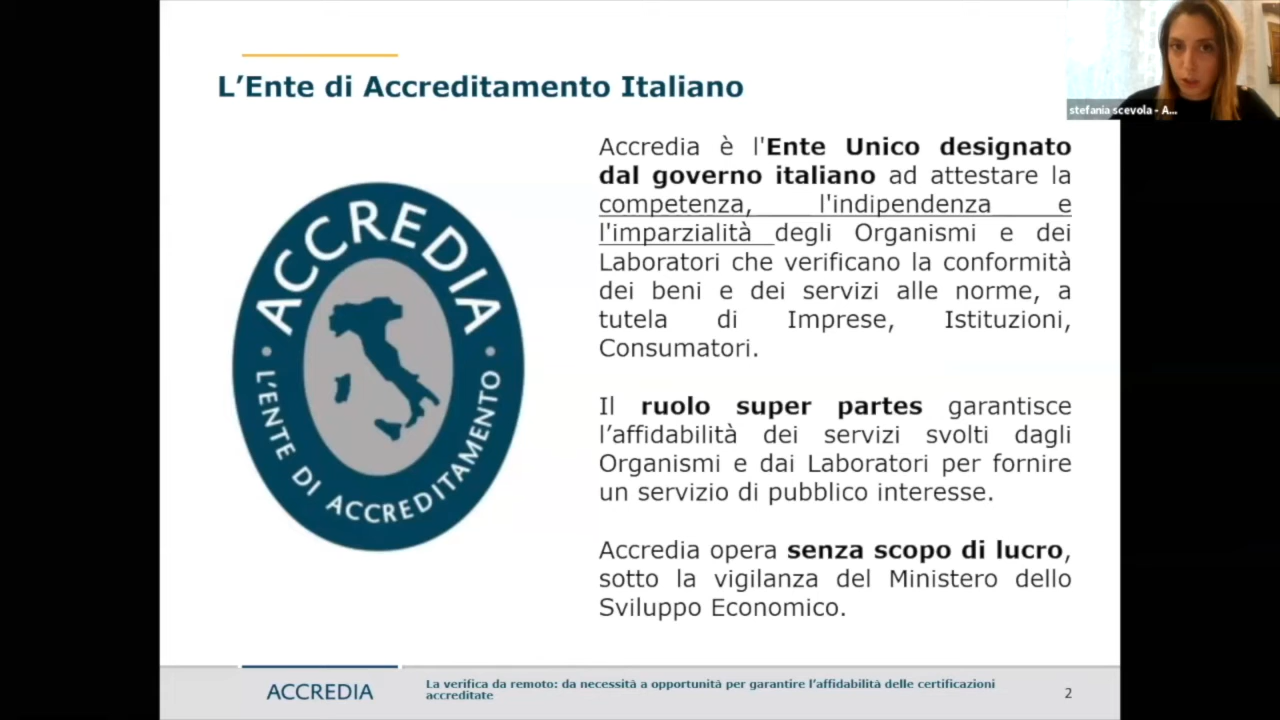 L’Ente di Accreditamento Italiano
stefania scevola - A...
ACCREDIA
L'ENTE DI ACCREDITAMENTO
Accredia è l'Ente Unico designato
dal governo italiano ad attestare la
competenza, l'indipendenza e
l'imparzialità degli Organismi e dei
Laboratori che verificano la conformità
dei beni e dei servizi alle norme, a
tutela di Imprese, Istituzioni,
Consumatori.
Il ruolo super partes garantisce
l’affidabilità dei servizi svolti dagli
Organismi e dai Laboratori per fornire
un servizio di pubblico interesse.
Accredia opera senza scopo di lucro,
sotto la vigilanza del Ministero dello
Sviluppo Economico.
ACCREDIA
La verifica da remoto: da necessità a opportunità per garantire l’affidabilità delle certificazioni
accreditate
2